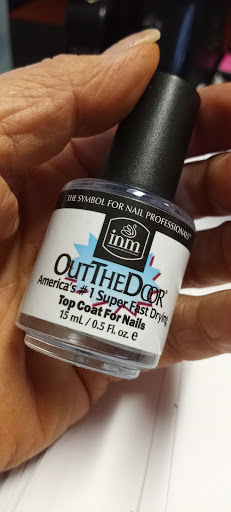 THE SYMBOL FOR NAIL PROFESSIONALS™
inm
OUTTHEDOOR
America's #1 Super Fast Drying
Top Coat For Nails
15 mL / 0.5 Fl. oz. e